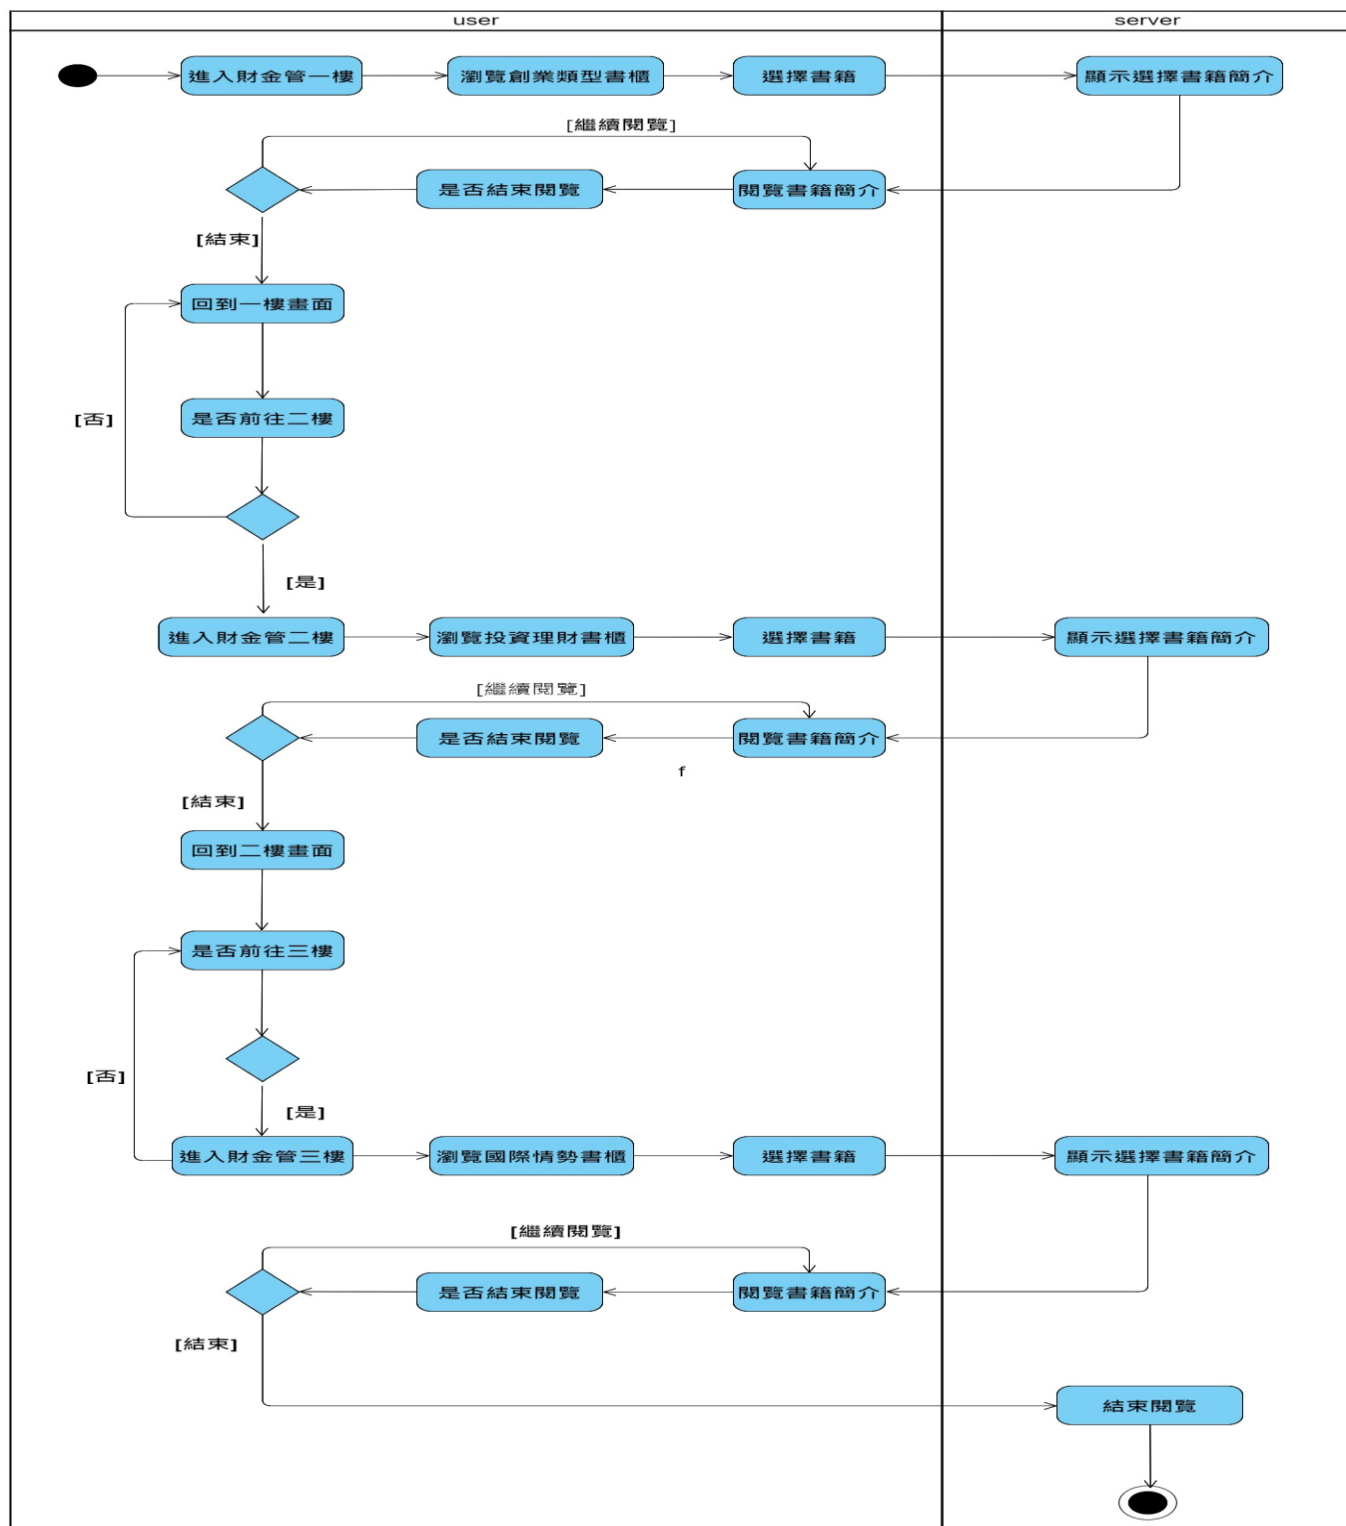 user
server
進入財金管一樓
瀏覽創業類型書櫃
選擇書籍
顯示選擇書籍簡介
[繼續閱覽]
是否結束閱覽
閱覽書籍簡介
[結束]
回到一樓畫面
[否]
是否前往二樓
[是]
進入財金管二樓
瀏覽投資理財書櫃
選擇書籍
顯示選擇書籍簡介
[繼續閱覽]
是否結束閱覽
閱覽書籍簡介
f
[結束]
回到二樓畫面
是否前往三樓
[否]
[是]
進入財金管三樓
瀏覽國際情勢書櫃
選擇書籍
顯示選擇書籍簡介
[繼續閱覽]
是否結束閱覽
閱覽書籍簡介
[結束]
結束閱覽